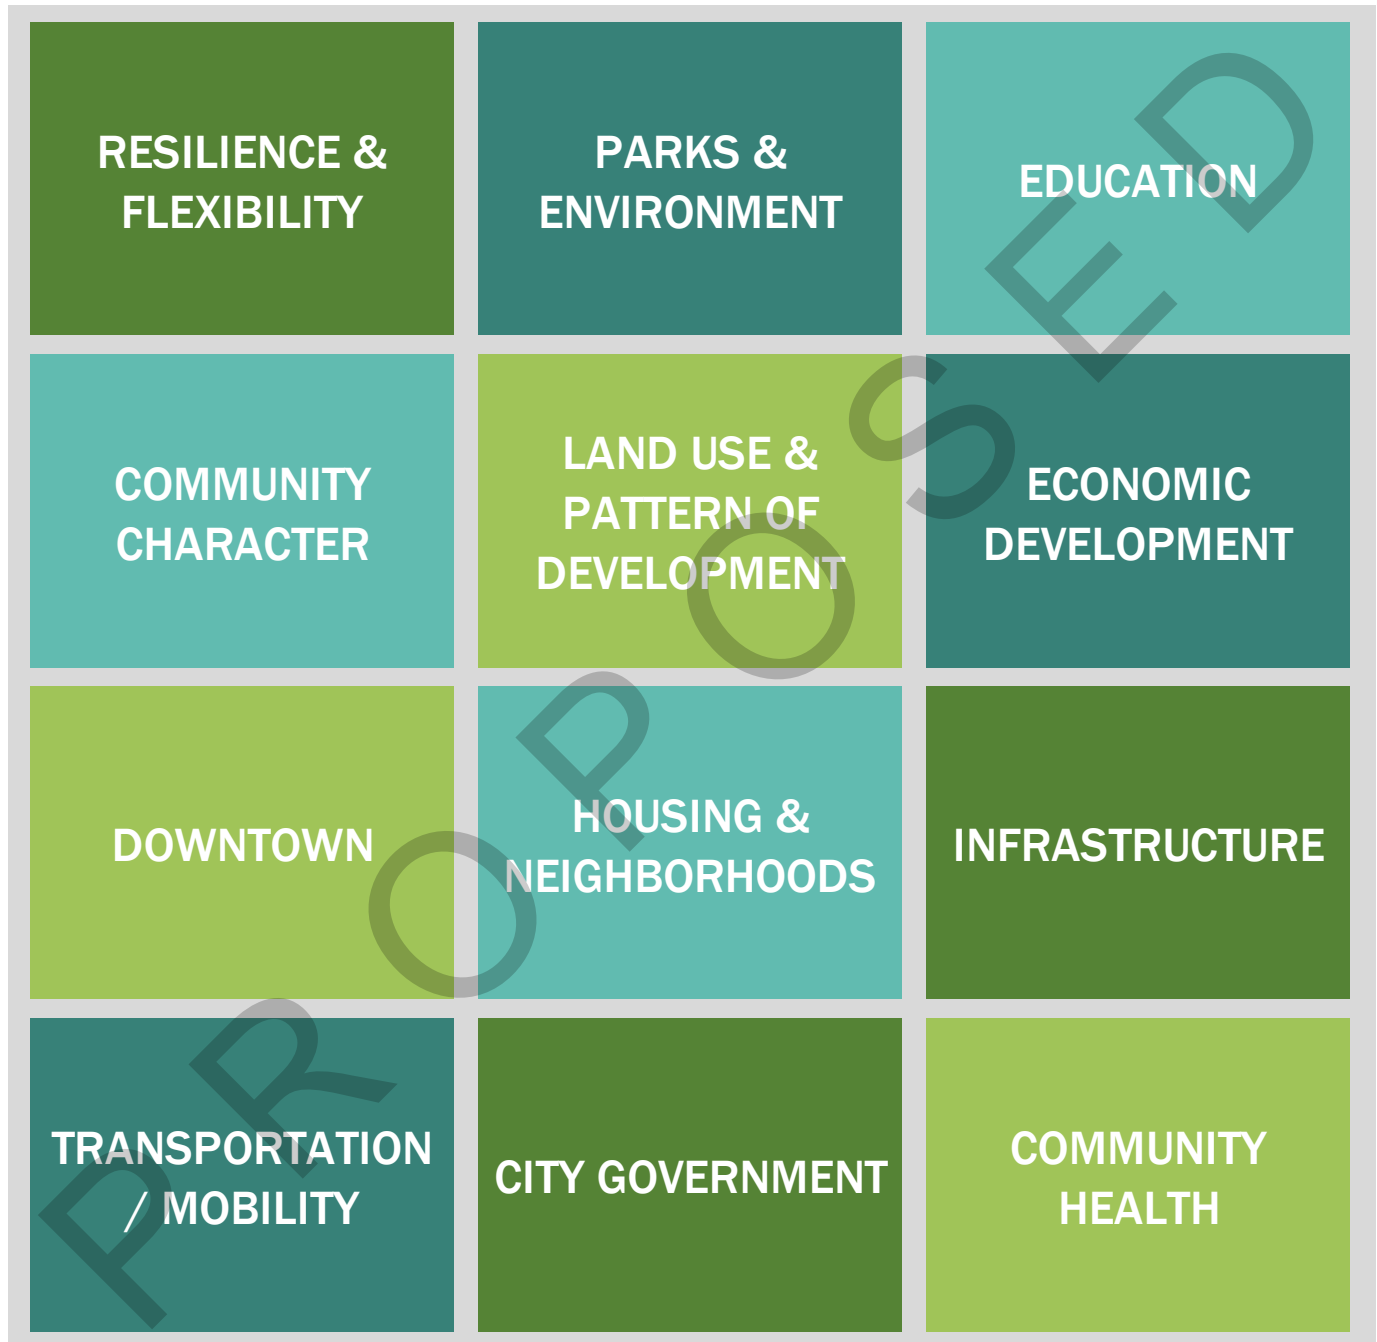 RESILIENCE &
FLEXIBILITY
PARKS &
ENVIRONMENT
EDUCATION
COMMUNITY
CHARACTER
LAND USE &
PATTERN OF
DEVELOPMENT
ECONOMIC
DEVELOPMENT
DOWNTOWN
HOUSING &
NEIGHBORHOODS
INFRASTRUCTURE
TRANSPORTATION
/ MOBILITY
CITY GOVERNMENT
COMMUNITY
HEALTH
PROPOSED